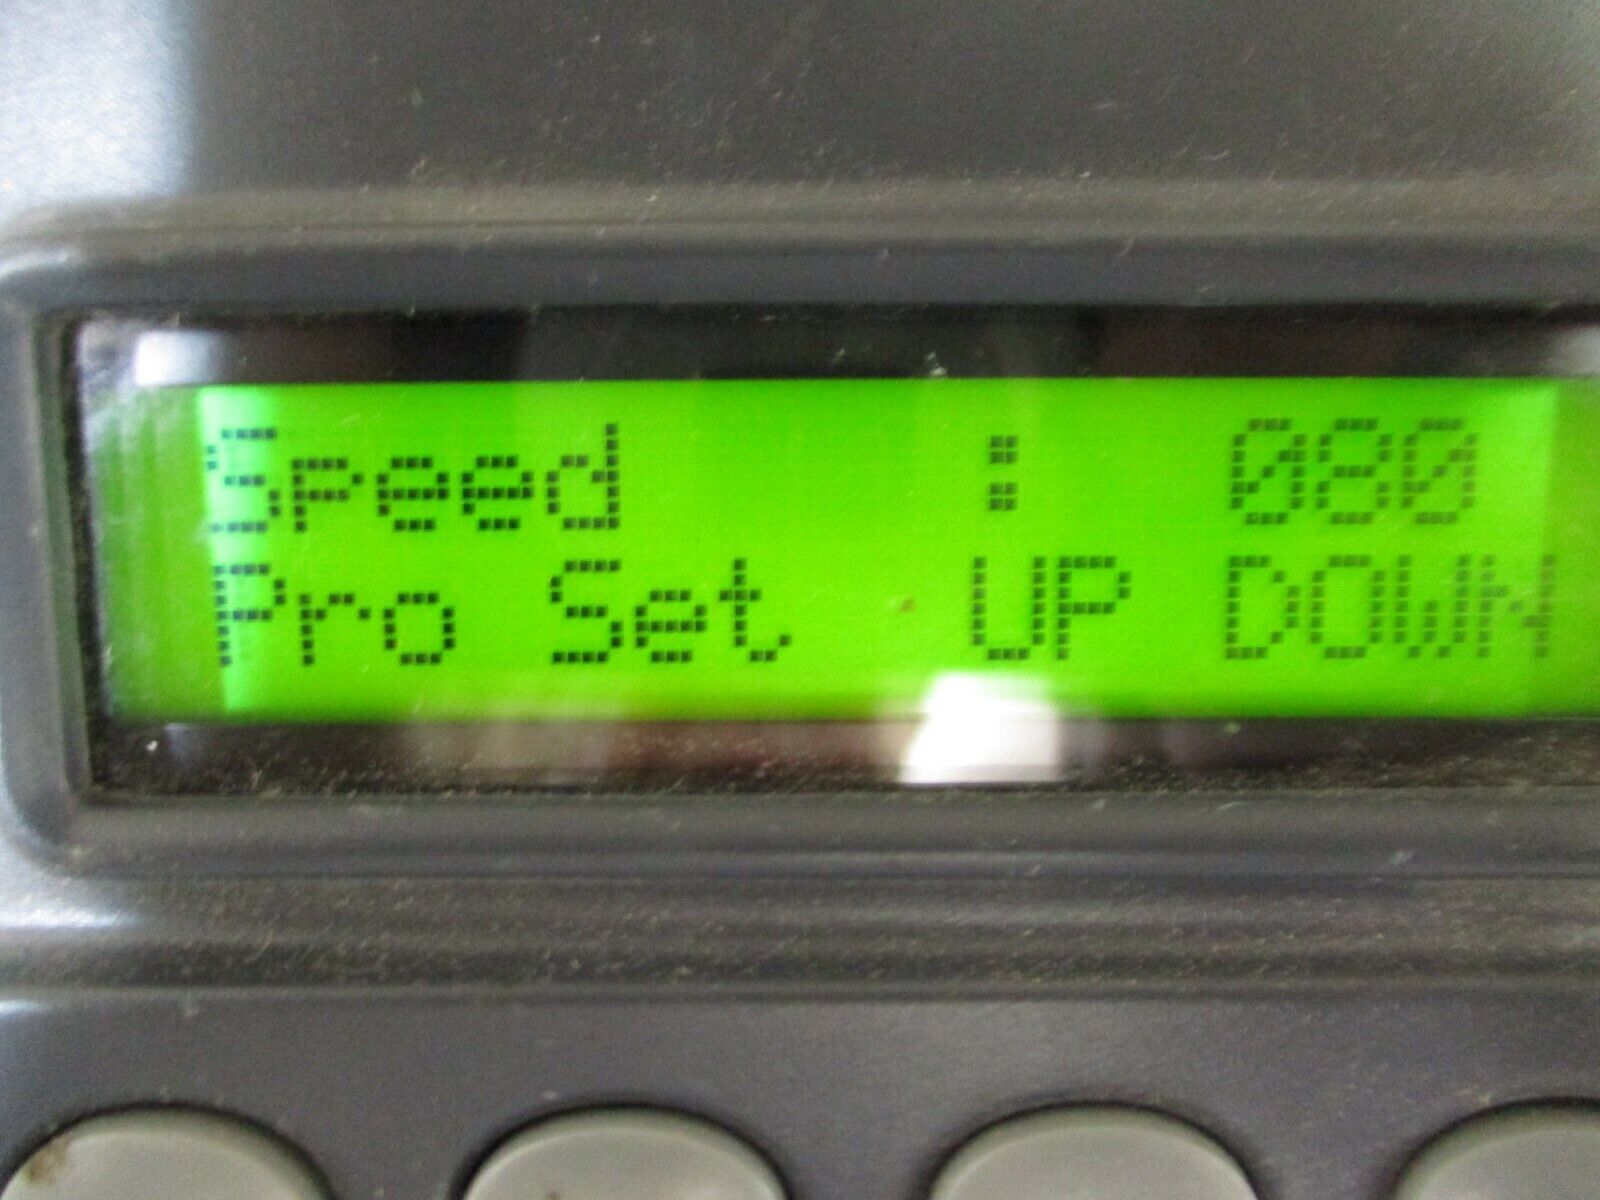 Speed : 080
Pro Set UP DOWN